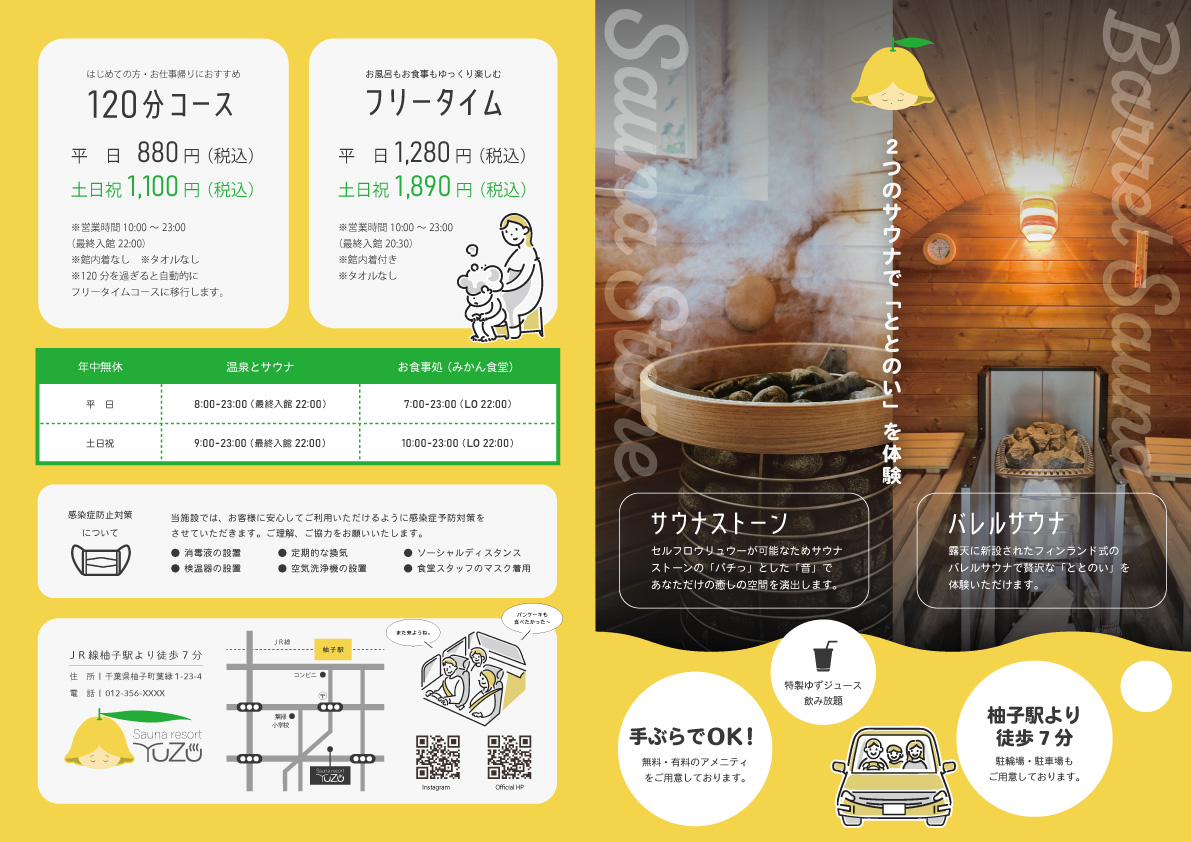 はじめての方・お仕事帰りにおすすめ
120分コース
平 日 880円（税込）
土日祝 1,100円（税込）
※営業時間 10:00 〜 23:00
(最終入館 22:00)
※館内着なし ※タオルなし
※120 分を過ぎると自動的に
フリータイムコースに移行します。
お風呂もお食事もゆっくり楽しむ
フリータイム
平 日 1,280円（税込）
土日祝 1,890円（税込）
※営業時間 10:00 〜 23:00
(最終入館 20:30)
※館内着付き
※タオルなし
年中無休 温泉とサウナ お食事処（みかん食堂）
平 日 8:00-23:00（最終入館 22:00） 7:00-23:00（LO 22:00）
土日祝 9:00-23:00（最終入館 22:00） 10:00-23:00（LO 22:00）
感染症防止対策
について
当施設では、お客様に安心してご利用いただけるように感染症予防対策を
させていただきます。ご理解、ご協力をお願いいたします。
● 消毒液の設置 ● 定期的な換気 ● ソーシャルディスタンス
● 検温器の設置 ● 空気洗浄機の設置 ● 食堂スタッフのマスク着用
ＪＲ線柚子駅より徒歩７分
住 所 | 千葉県柚子町葉緑 1-23-4
電 話 | 012-356-XXXX
Sauna resort
YUZU
JR線
柚子駅
コンビニ
〒
葉緑
小学校
Sauna resort
YUZU
また来ようね。
パンケーキも
食べたかった〜
Instagram
Official HP
Sauna Stone
Barrel Sauna
2つのサウナで「ととのい」を体験
サウナストーン
セルフロウリュウーが可能なためサウナ
ストーンの「パチっ」とした「音」で
あなただけの癒しの空間を演出します。
バレルサウナ
露天に新設されたフィンランド式の
バレルサウナで贅沢な「ととのい」を
体験いただけます。
特製ゆずジュース
飲み放題
手ぶらでOK！
無料・有料のアメニティ
をご用意しております。
柚子駅より
徒歩７分
駐輪場・駐車場も
ご用意しております。